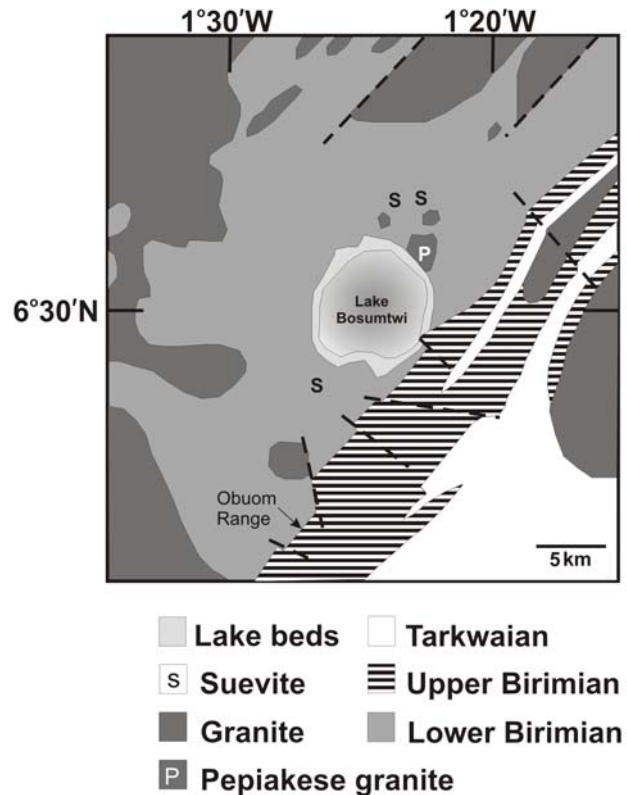 1°30′W 1°20′W
S S
P
6°30′N
Lake
Bosumtwi
S
Obuom
Range
5 km
Lake beds Tarkwaian
S Suevite Upper Birimian
Granite Lower Birimian
P Pepiakese granite